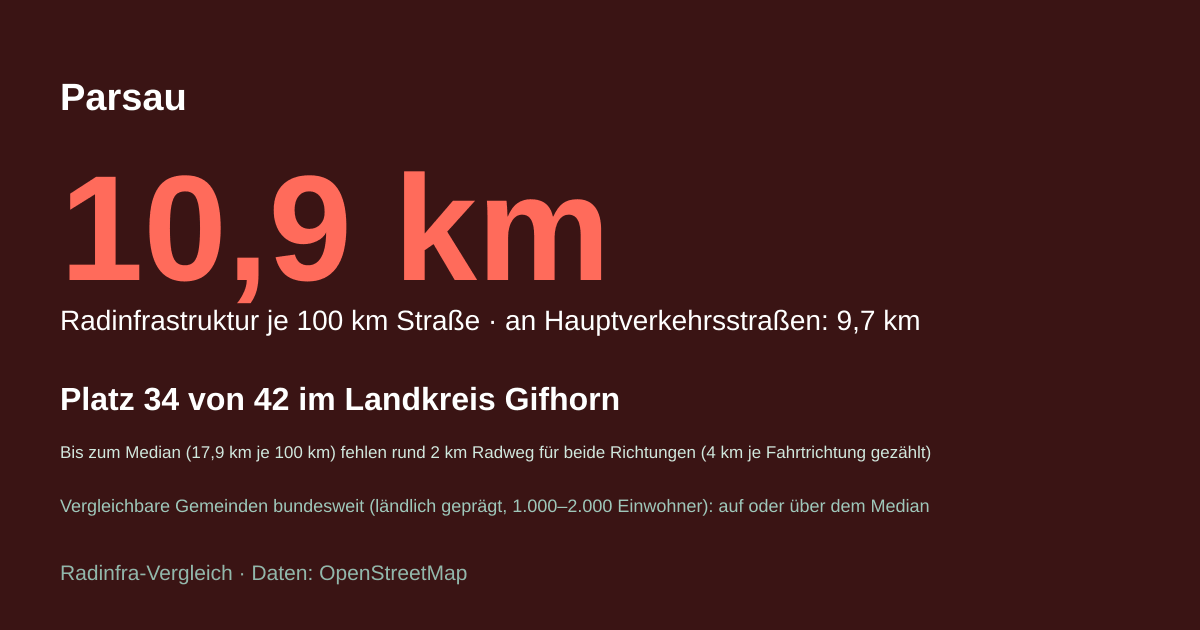 Parsau
10,9 km
Radinfrastruktur je 100 km Straße · an Hauptverkehrsstraßen: 9,7 km
Platz 34 von 42 im Landkreis Gifhorn
Bis zum Median (17,9 km je 100 km) fehlen rund 2 km Radweg für beide Richtungen (4 km je Fahrtrichtung gezählt)
Vergleichbare Gemeinden bundesweit (ländlich geprägt, 1.000–2.000 Einwohner): auf oder über dem Median
Radinfra-Vergleich · Daten: OpenStreetMap